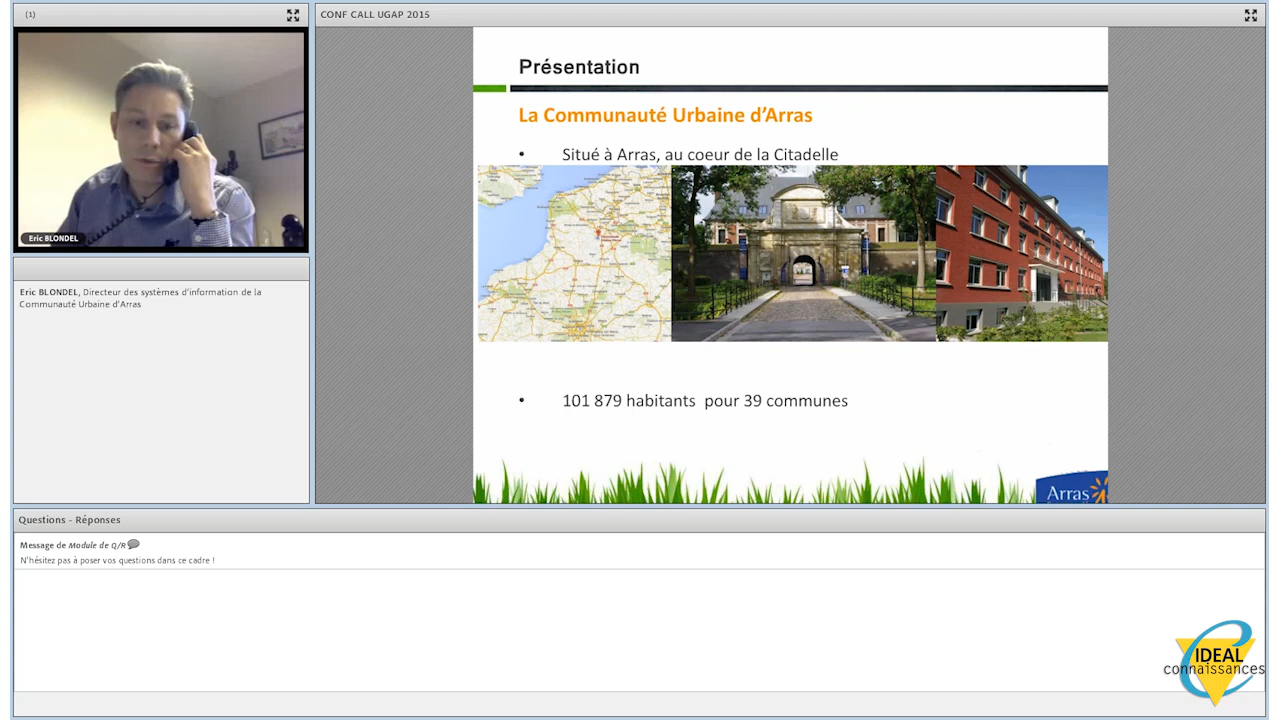 (1)
CONF CALL UGAP 2015
Eric BLONDEL
Eric BLONDEL, Directeur des systèmes d'information de la
Communauté Urbaine d'Arras
Présentation
La Communauté Urbaine d'Arras
• Situé à Arras, au coeur de la Citadelle
• 101 879 habitants pour 39 communes
Arras
Questions - Réponses
Message de Module de Q/R
N'hésitez pas à poser vos questions dans ce cadre !
IDEAL
connaissances